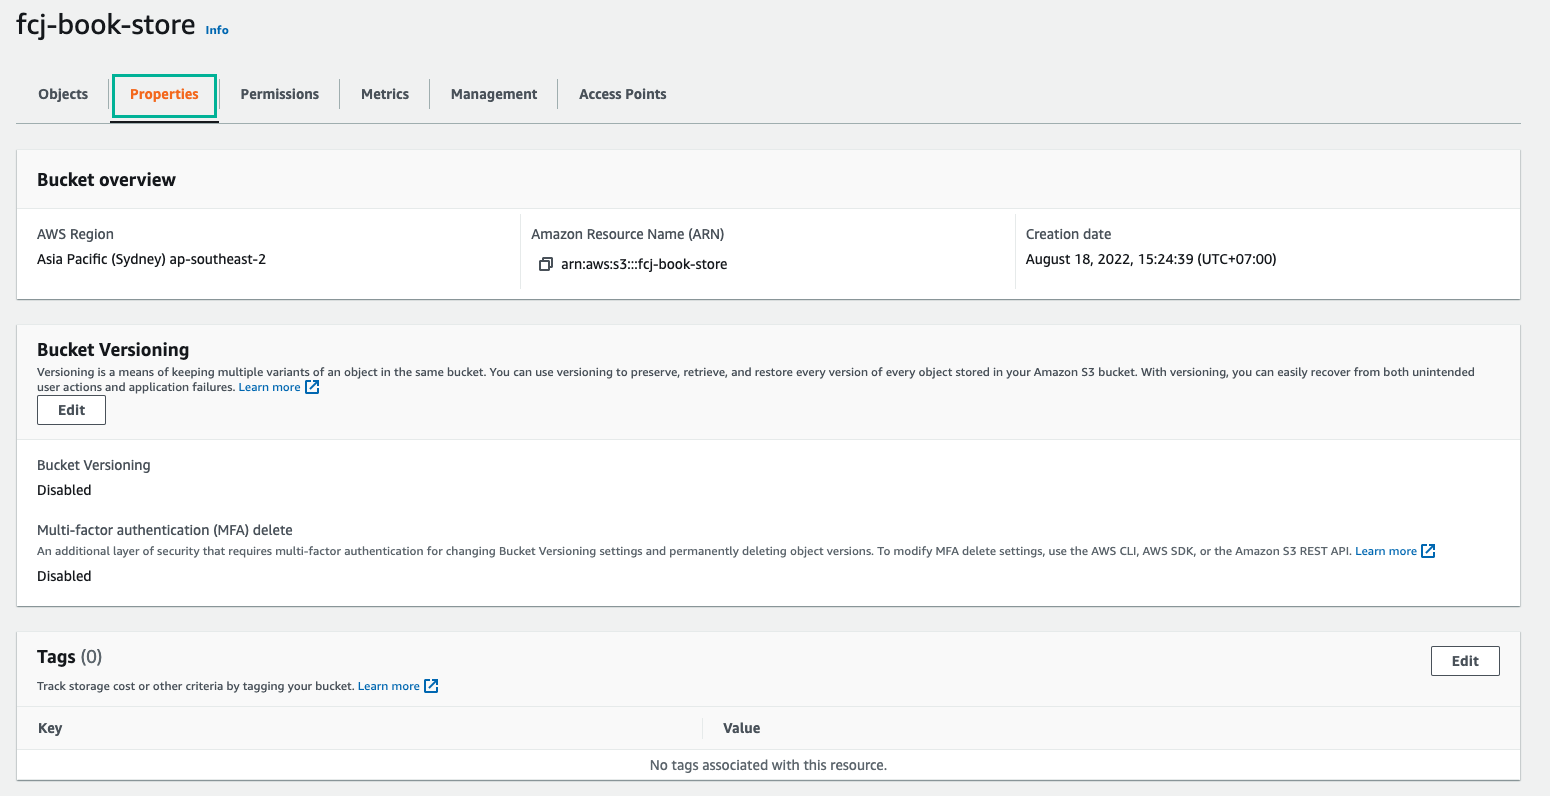 fcj-book-store Info
Objects Properties Permissions Metrics Management Access Points
Bucket overview
AWS Region
Asia Pacific (Sydney) ap-southeast-2
Amazon Resource Name (ARN)
arn:aws:s3:::fcj-book-store
Creation date
August 18, 2022, 15:24:39 (UTC+07:00)
Bucket Versioning
Versioning is a means of keeping multiple variants of an object in the same bucket. You can use versioning to preserve, retrieve, and restore every version of every object stored in your Amazon S3 bucket. With versioning, you can easily recover from both unintended
user actions and application failures. Learn more
Edit
Bucket Versioning
Disabled
Multi-factor authentication (MFA) delete
An additional layer of security that requires multi-factor authentication for changing Bucket Versioning settings and permanently deleting object versions. To modify MFA delete settings, use the AWS CLI, AWS SDK, or the Amazon S3 REST API. Learn more
Disabled
Tags (0)
Edit
Track storage cost or other criteria by tagging your bucket. Learn more
Key Value
No tags associated with this resource.